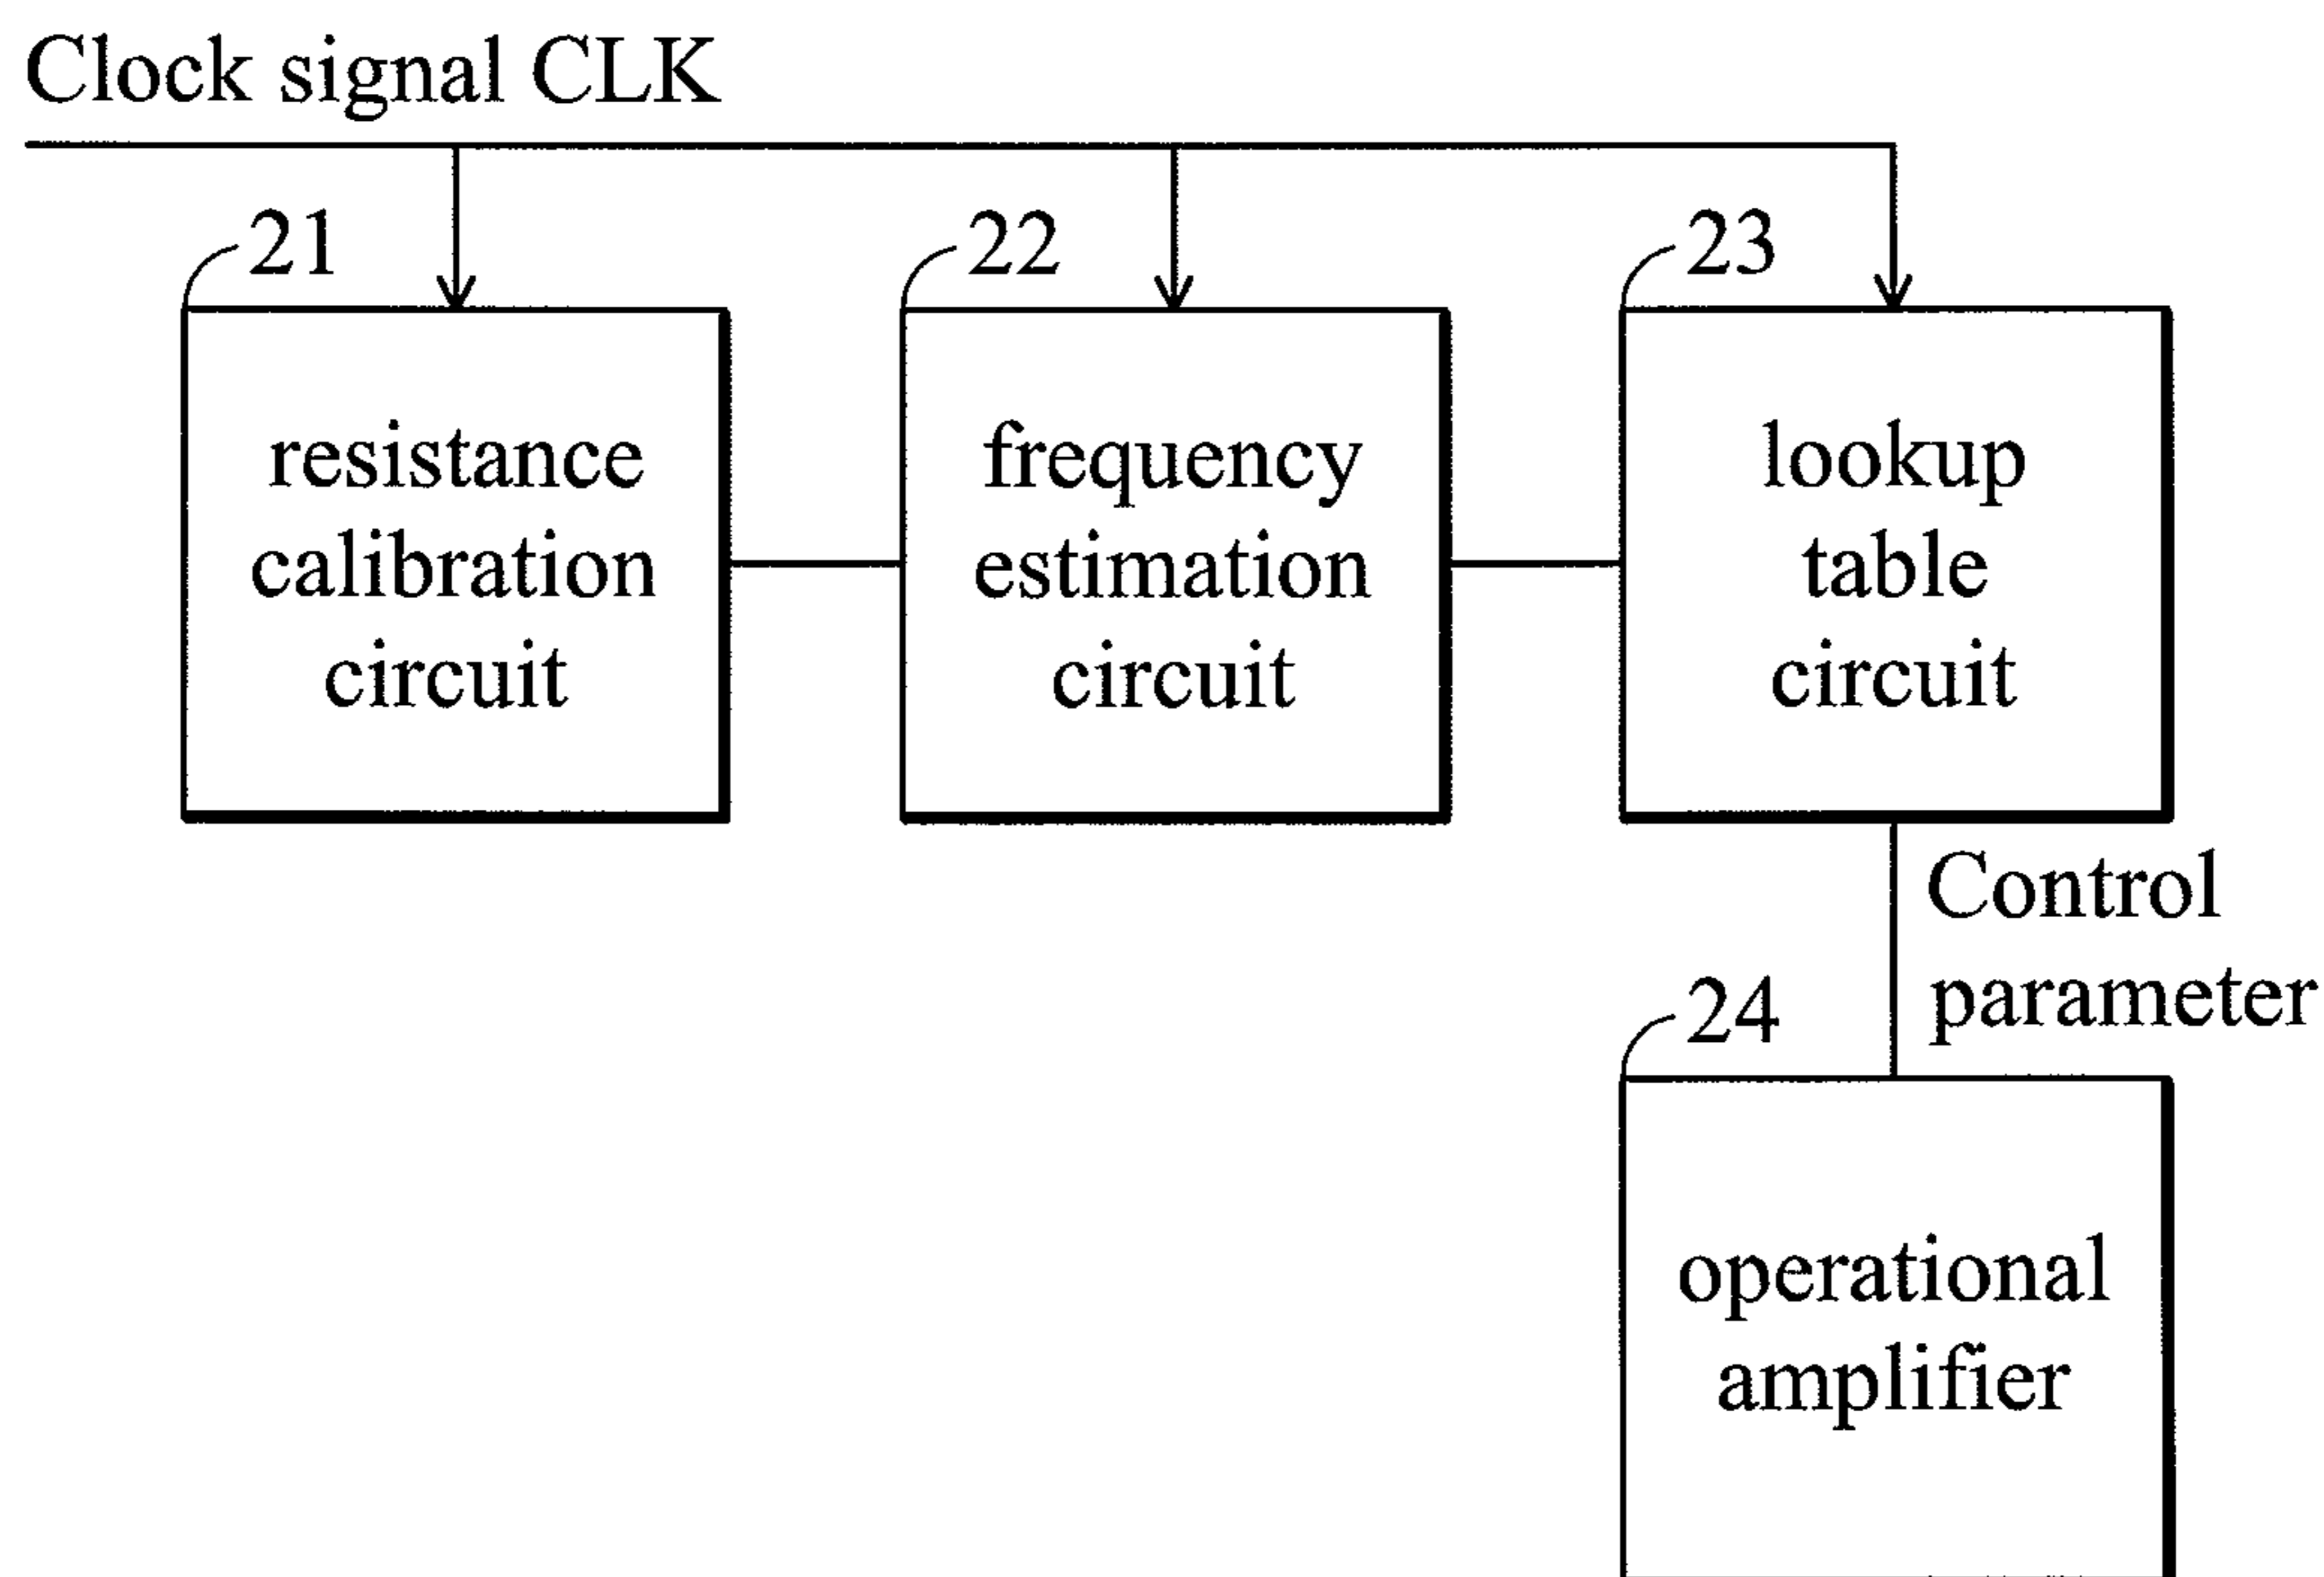 Clock signal CLK
21
22
23
resistance
calibration
circuit
frequency
estimation
circuit
lookup
table
circuit
Control
parameter
24
operational
amplifier